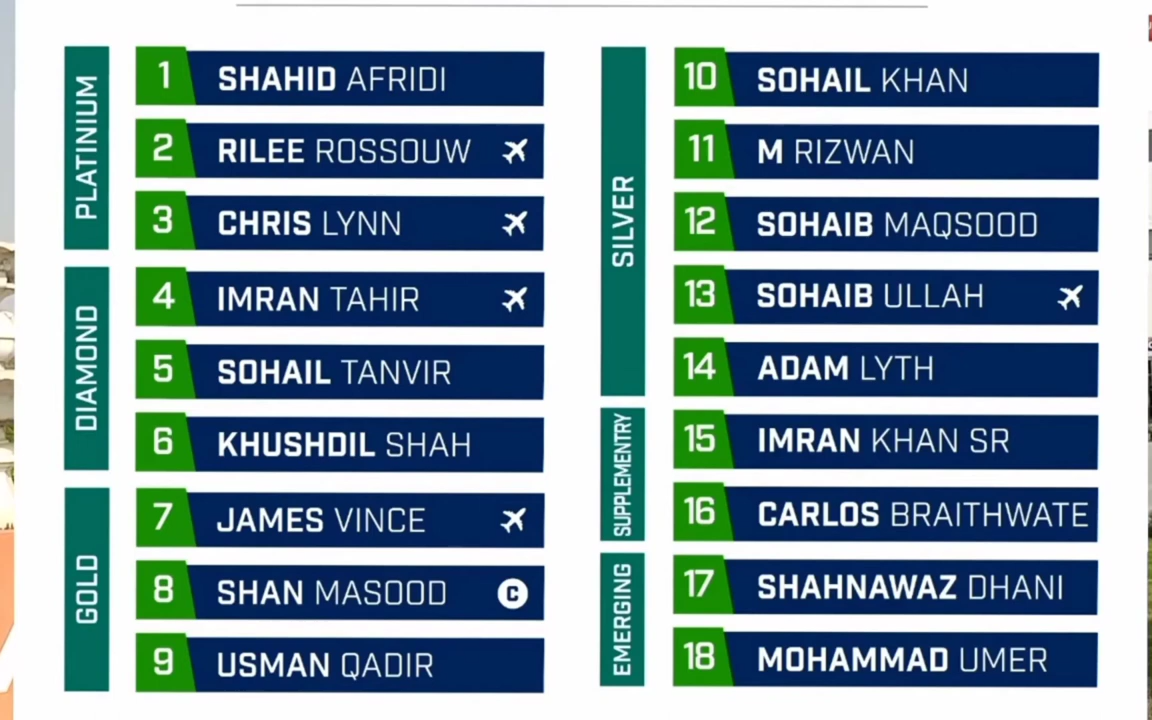 PLATINIUM
1 SHAHID AFRIDI
2 RILEE ROSSOUW
3 CHRIS LYNN
DIAMOND
4 IMRAN TAHIR
5 SOHAIL TANVIR
6 KHUSHDIL SHAH
GOLD
7 JAMES VINCE
8 SHAN MASOOD C
9 USMAN QADIR
SILVER
10 SOHAIL KHAN
11 M RIZWAN
12 SOHAIB MAQSOOD
13 SOHAIB ULLAH
14 ADAM LYTH
SUPPLEMENTRY
15 IMRAN KHAN SR
16 CARLOS BRAITHWATE
EMERGING
17 SHAHNAWAZ DHANI
18 MOHAMMAD UMER